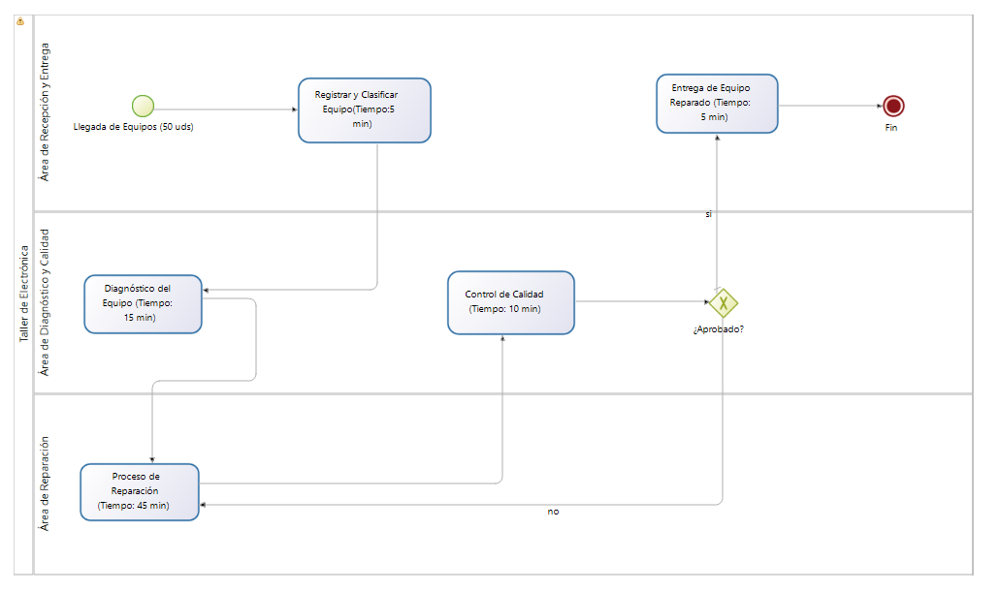 Taller de Electrónica
Área de Recepción y Entrega
Llegada de Equipos (50 uds)
Registrar y Clasificar
Equipo(Tiempo:5
min)
Entrega de Equipo
Reparado (Tiempo:
5 min)
Fin
si
Área de Diagnóstico y Calidad
Diagnóstico del
Equipo (Tiempo:
15 min)
Control de Calidad
(Tiempo: 10 min)
¿Aprobado?
Área de Reparación
Proceso de
Reparación
(Tiempo: 45 min)
no